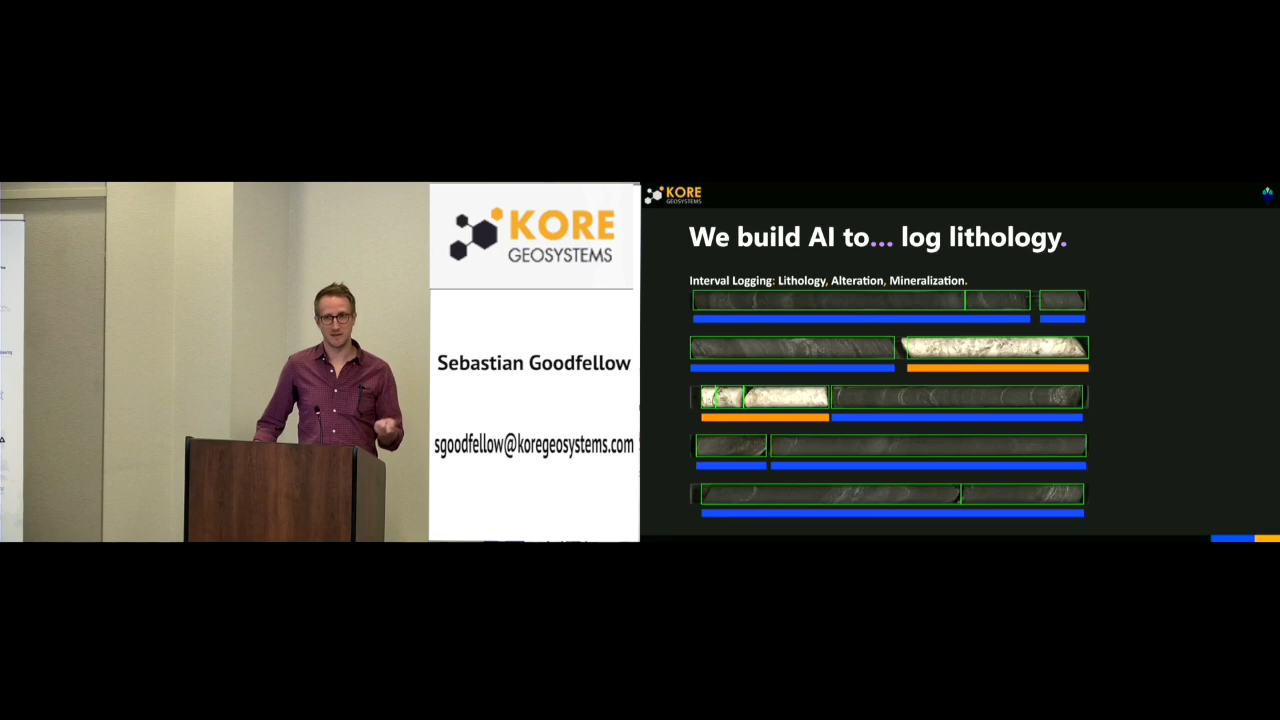 KORE
GEOSYSTEMS
Sebastian Goodfellow
sgoodfellow@koregeosystems.com
KORE
GEOSYSTEMS
We build AI to... log lithology.
Interval Logging: Lithology, Alteration, Mineralization.